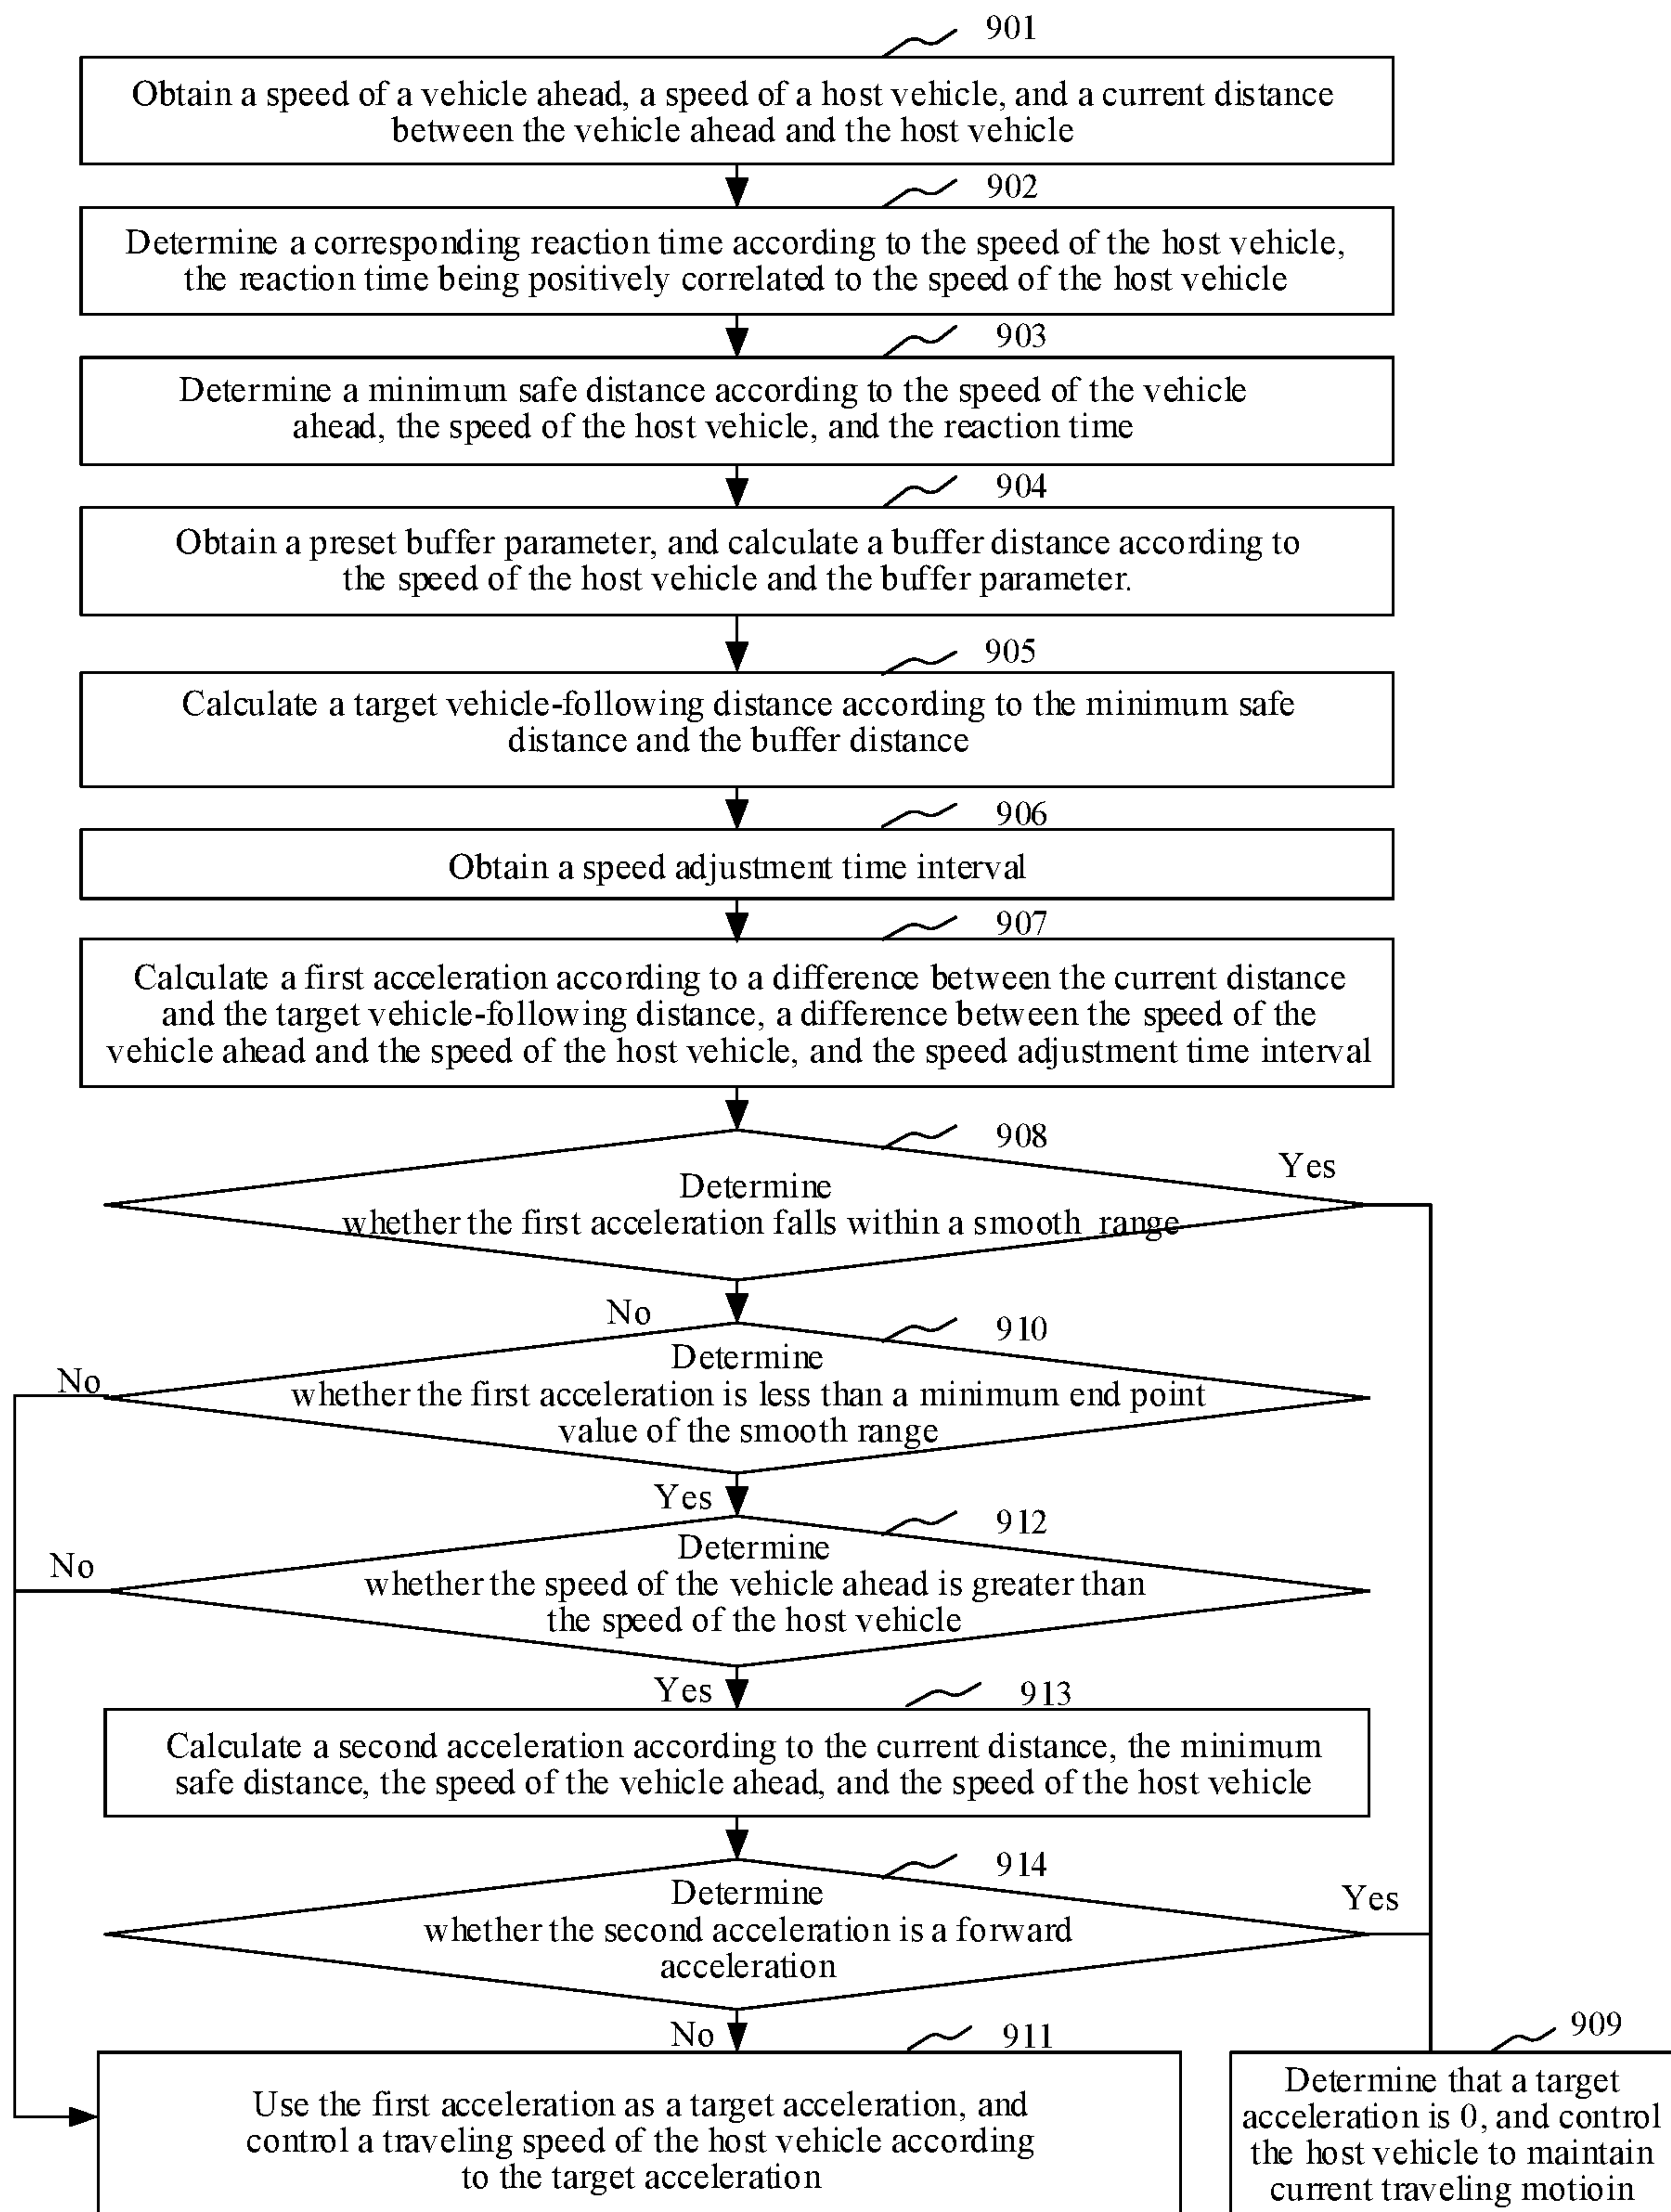 901
Obtain a speed of a vehicle ahead, a speed of a host vehicle, and a current distance
between the vehicle ahead and the host vehicle
902
Determine a corresponding reaction time according to the speed of the host vehicle,
the reaction time being positively correlated to the speed of the host vehicle
903
Determine a minimum safe distance according to the speed of the vehicle
ahead, the speed of the host vehicle, and the reaction time
904
Obtain a preset buffer parameter, and calculate a buffer distance according to
the speed of the host vehicle and the buffer parameter.
905
Calculate a target vehicle-following distance according to the minimum safe
distance and the buffer distance
906
Obtain a speed adjustment time interval
907
Calculate a first acceleration according to a difference between the current distance
and the target vehicle-following distance, a difference between the speed of the
vehicle ahead and the speed of the host vehicle, and the speed adjustment time interval
908
Yes
Determine
whether the first acceleration falls within a smooth range
No
910
No
Determine
whether the first acceleration is less than a minimum end point
value of the smooth range
Yes
912
No
Determine
whether the speed of the vehicle ahead is greater than
the speed of the host vehicle
Yes
913
Calculate a second acceleration according to the current distance, the minimum
safe distance, the speed of the vehicle ahead, and the speed of the host vehicle
914
Yes
Determine
whether the second acceleration is a forward
acceleration
No
911
Use the first acceleration as a target acceleration, and
control a traveling speed of the host vehicle according
to the target acceleration
909
Determine that a target
acceleration is 0, and control
the host vehicle to maintain
current traveling motioin